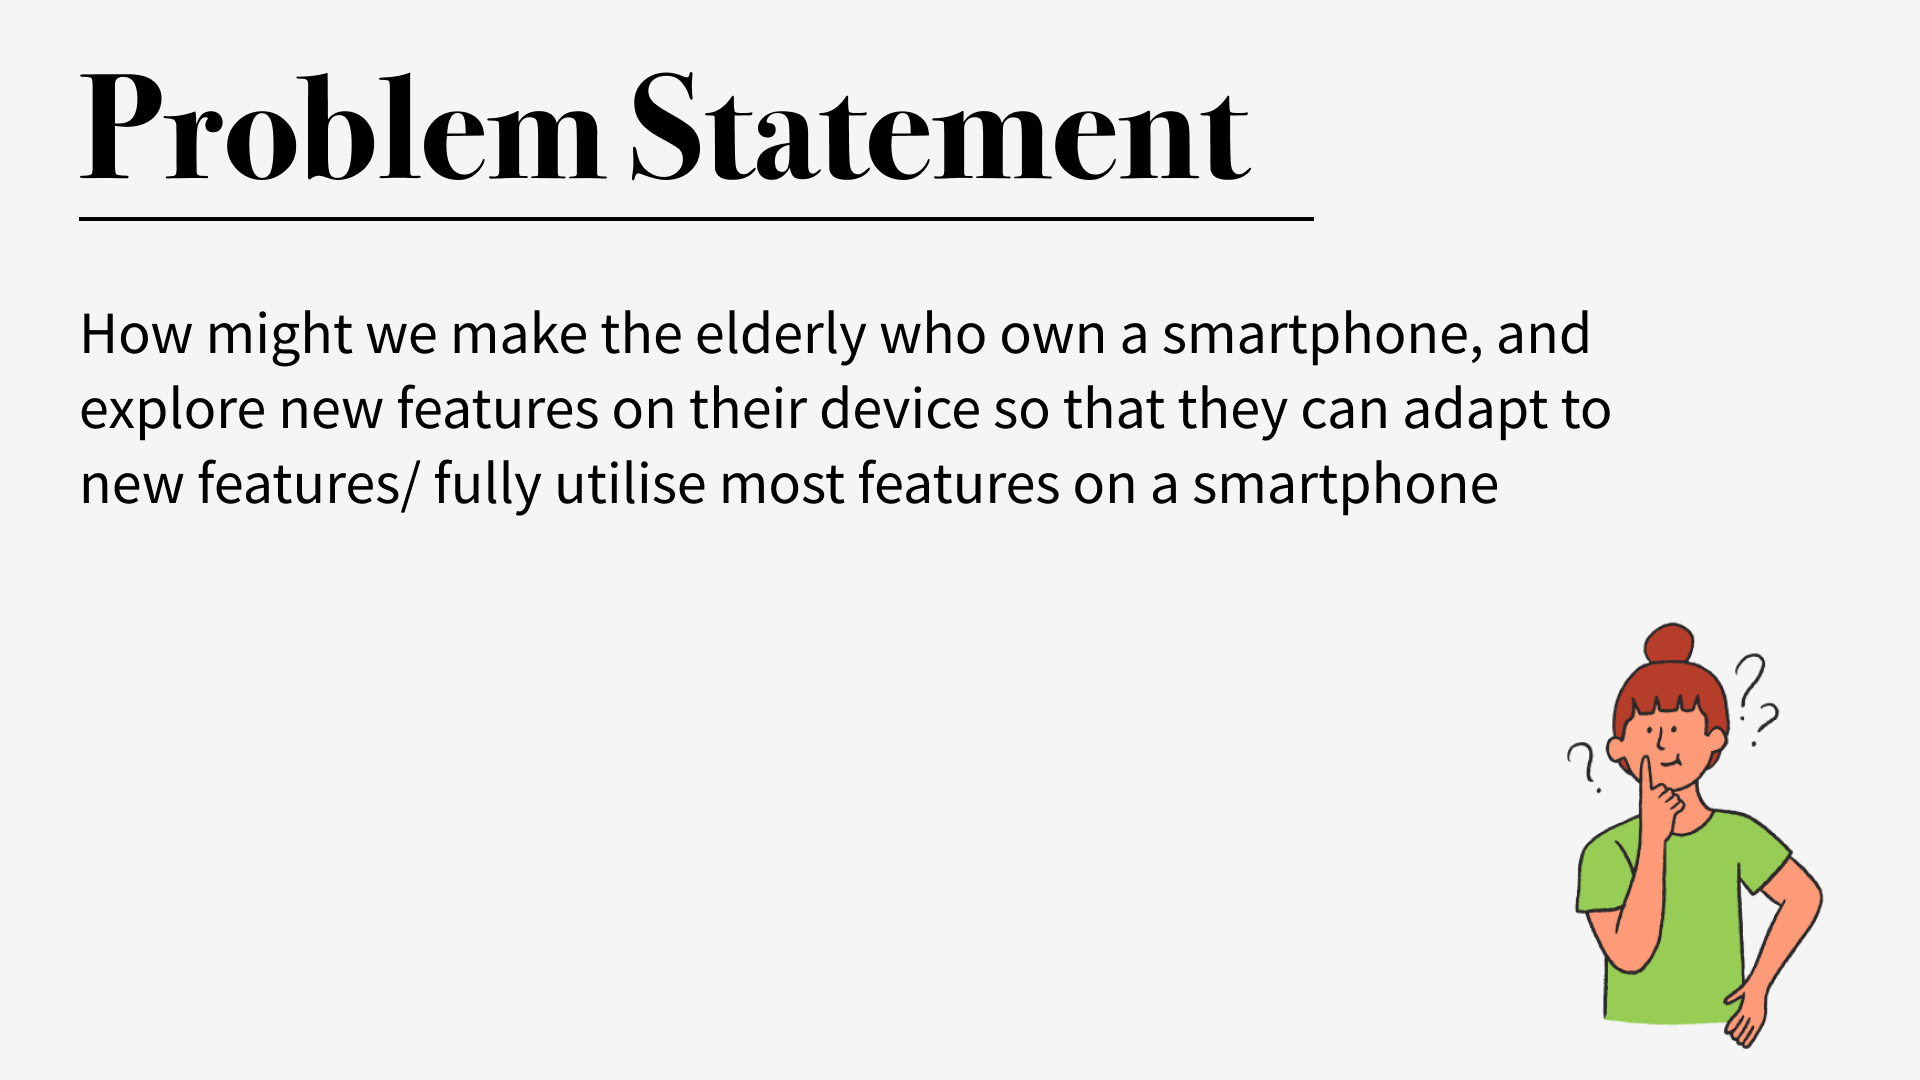 Problem Statement
How might we make the elderly who own a smartphone, and
explore new features on their device so that they can adapt to
new features/ fully utilise most features on a smartphone
? ? ?